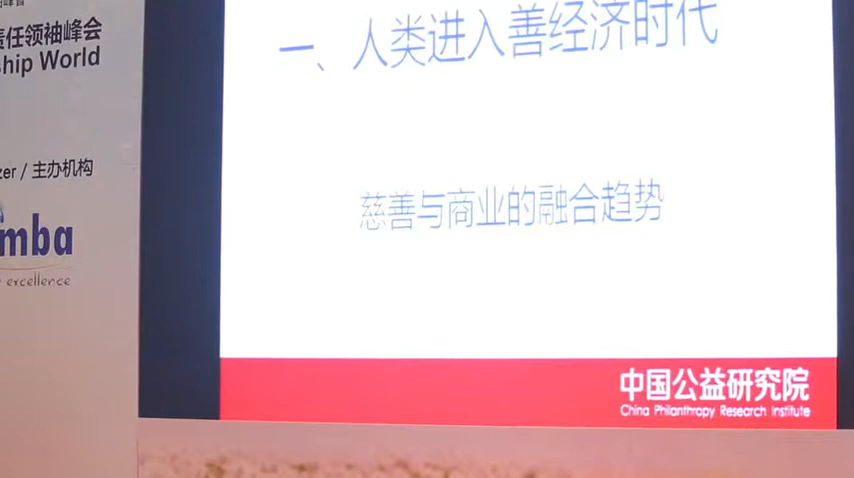 责任领袖峰会
ship World
zer / 主办机构
mba
excellence
一、人类进入善经济时代
慈善与商业的融合趋势
中国公益研究院
China Philanthropy Research Institute